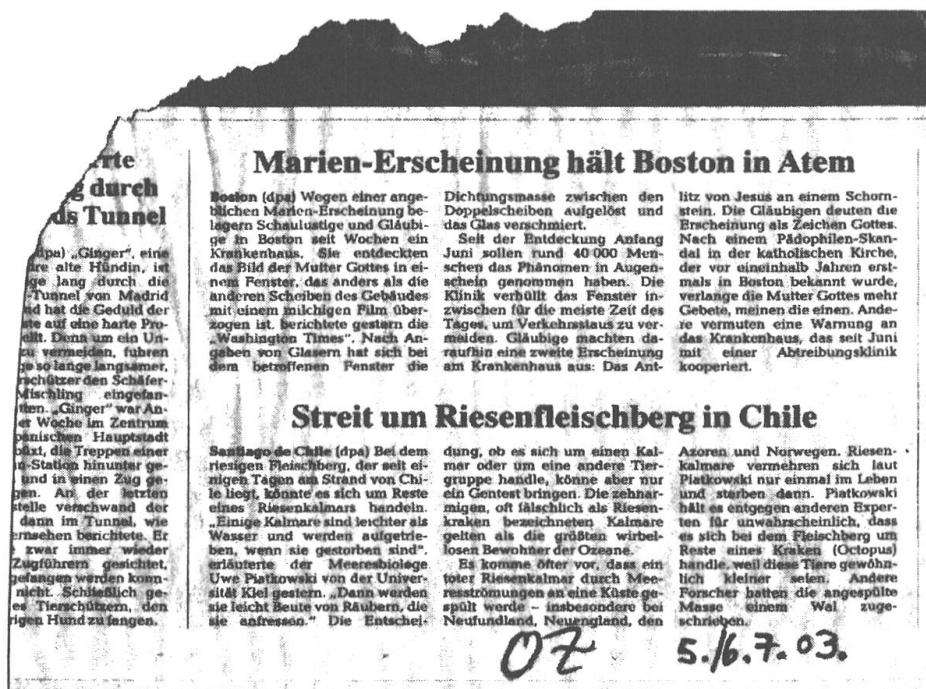 rte
g durch
ds Tunnel
dpa) „Ginger“, eine
re alte Hündin, ist
ge lang durch die
-Tunnel von Madrid
nd hat die Geduld der
te auf eine harte Pro-
ellt. Denn um ein Un-
zu vermeiden, fuhren
ge so lange langsamer,
rschützer den Schäfer-
Mischling eingefan-
tten. „Ginger“ war An-
er Woche im Zentrum
panischen Hauptstadt
büxt, die Treppen einer
n-Station hinunter ge-
und in einen Zug ge-
gen. An der letzten
stelle verschwand der
dann im Tunnel, wie
ernsehen berichtete. Er
zwar immer wieder
Zugführern gesichtet,
gefangen werden konn-
nicht. Schließlich ge-
es Tierschützern, den
rigen Hund zu fangen.
Marien-Erscheinung hält Boston in Atem
Boston (dpa) Wegen einer ange-
blichen Marien-Erscheinung be-
lagern Schaulustige und Gläubi-
ge in Boston seit Wochen ein
Krankenhaus. Sie entdeckten
das Bild der Mutter Gottes in ei-
nem Fenster, das anders als die
anderen Scheiben des Gebäudes
mit einem milchigen Film über-
zogen ist, berichtete gestern die
„Washington Times“. Nach An-
gaben von Glasern hat sich bei
dem betroffenen Fenster die
Dichtungsmasse zwischen den
Doppelscheiben aufgelöst und
das Glas verschmiert.
Seit der Entdeckung Anfang
Juni sollen rund 40 000 Men-
schen das Phänomen in Augen-
schein genommen haben. Die
Klinik verhüllt das Fenster in-
zwischen für die meiste Zeit des
Tages, um Verkehrsstaus zu ver-
meiden. Gläubige machten da-
raufhin eine zweite Erscheinung
am Krankenhaus aus: Das Ant-
litz von Jesus an einem Schorn-
stein. Die Gläubigen deuten die
Erscheinung als Zeichen Gottes.
Nach einem Pädophilen-Skan-
dal in der katholischen Kirche,
der vor eineinhalb Jahren erst-
mals in Boston bekannt wurde,
verlange die Mutter Gottes mehr
Gebete, meinen die einen. Ande-
re vermuten eine Warnung an
das Krankenhaus, das seit Juni
mit einer Abtreibungsklinik
kooperiert.
Streit um Riesenfleischberg in Chile
Santiago de Chile (dpa) Bei dem
riesigen Fleischberg, der seit ei-
nigen Tagen am Strand von Chi-
le liegt, könnte es sich um Reste
eines Riesenkalmars handeln.
„Einige Kalmare sind leichter als
Wasser und werden aufgetrie-
ben, wenn sie gestorben sind“,
erläuterte der Meeresbiologe
Uwe Piatkowski von der Univer-
sität Kiel gestern. „Dann werden
sie leicht Beute von Räubern, die
sie anfressen.“ Die Entschei-
dung, ob es sich um einen Kal-
mar oder um eine andere Tier-
gruppe handle, könne aber nur
ein Gentest bringen. Die zehnar-
migen, oft fälschlich als Riesen-
kraken bezeichneten Kalmare
gelten als die größten wirbel-
losen Bewohner der Ozeane.
Es komme öfter vor, dass ein
toter Riesenkalmar durch Mee-
resströmungen an eine Küste ge-
spült werde – insbesondere bei
Neufundland, Neuengland, den
Azoren und Norwegen. Riesen-
kalmare vermehren sich laut
Piatkowski nur einmal im Leben
und sterben dann. Piatkowski
hält es entgegen anderen Exper-
ten für unwahrscheinlich, dass
es sich bei dem Fleischberg um
Reste eines Kraken (Octopus)
handle, weil diese Tiere gewöhn-
lich kleiner seien. Andere
Forscher hatten die angespülte
Masse einem Wal zuge-
schrieben.
OZ 5./6.7.03.